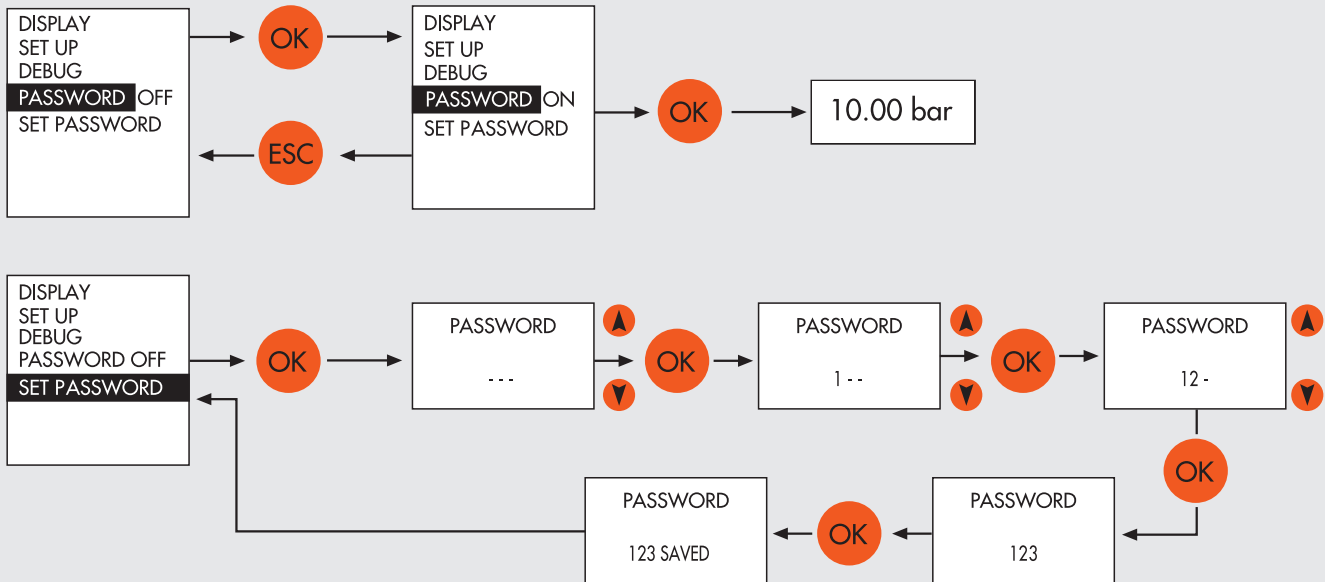 DISPLAY
SET UP
DEBUG
PASSWORD OFF
SET PASSWORD
OK
ESC
DISPLAY
SET UP
DEBUG
PASSWORD ON
SET PASSWORD
OK
10.00 bar
DISPLAY
SET UP
DEBUG
PASSWORD OFF
SET PASSWORD
OK
PASSWORD
- - -
OK
PASSWORD
1 - -
OK
PASSWORD
12 -
OK
PASSWORD
123
OK
PASSWORD
123 SAVED